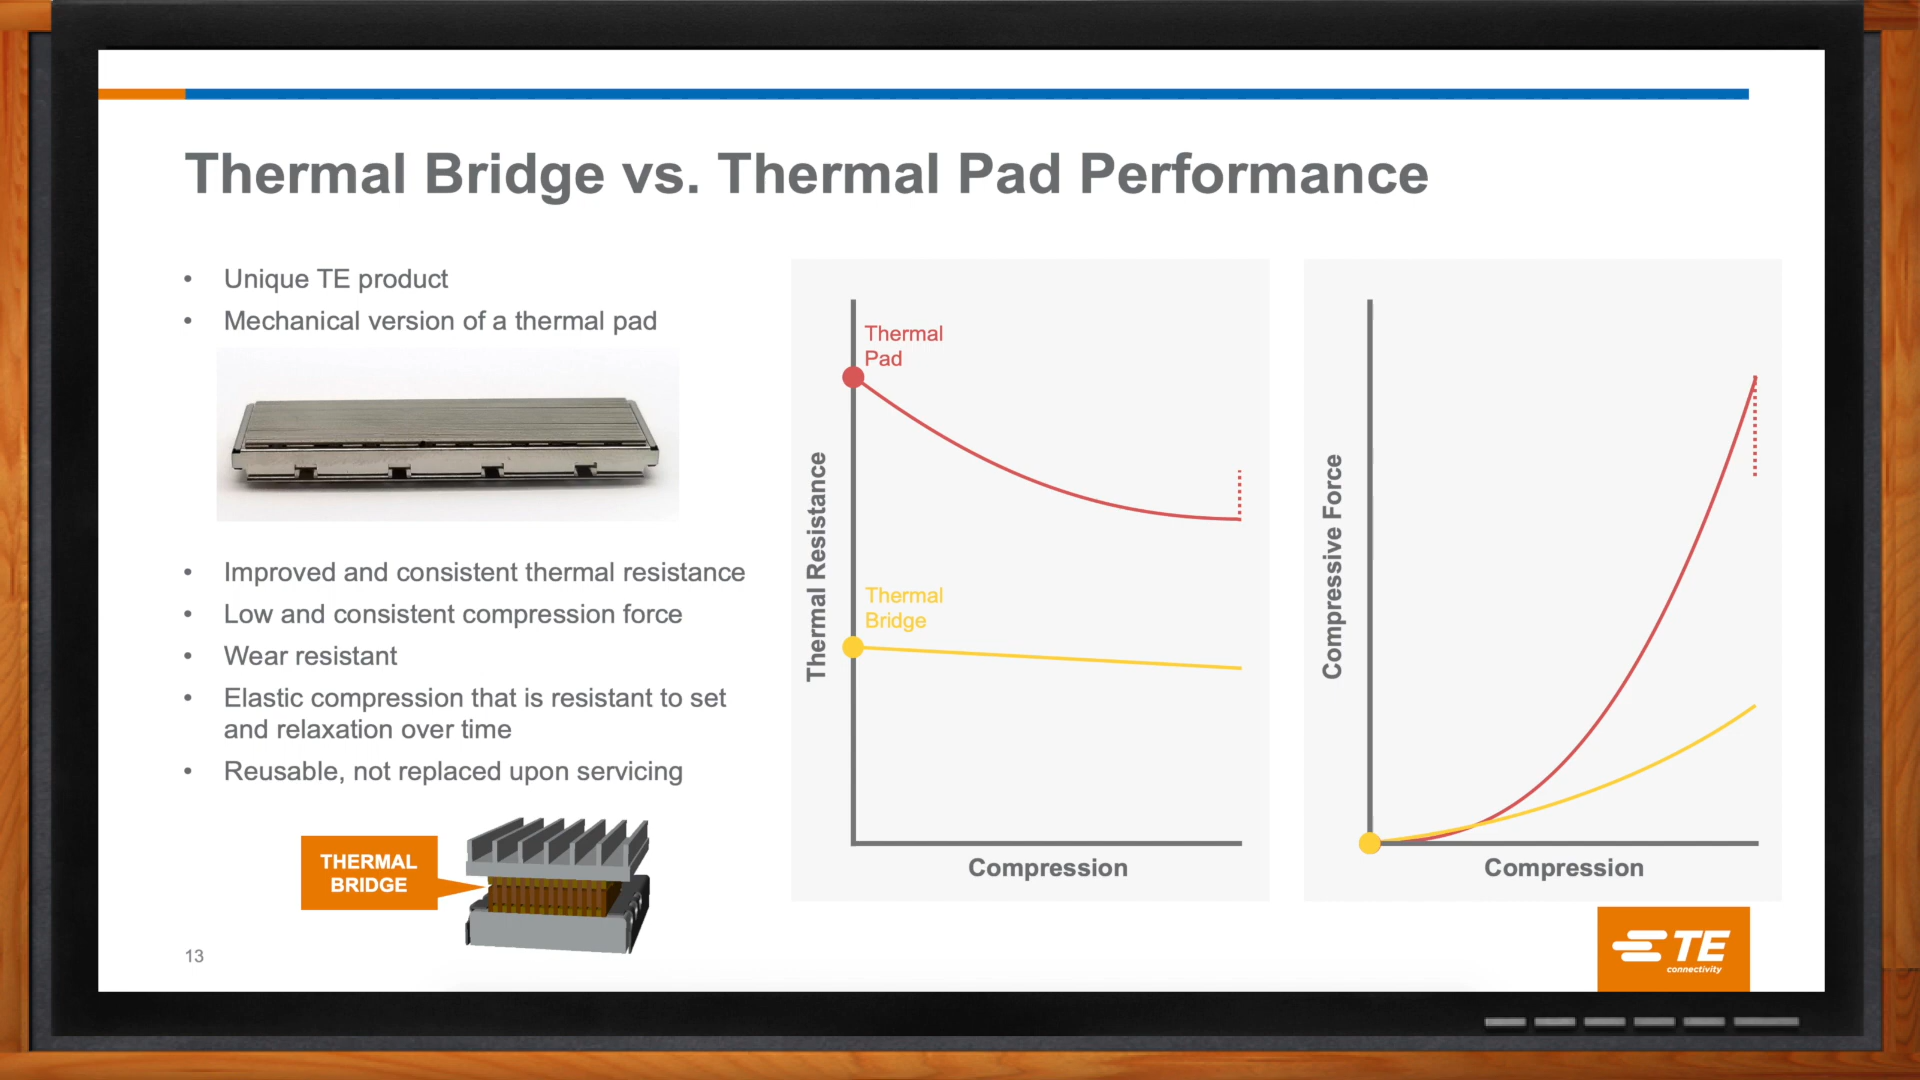 Thermal Bridge vs. Thermal Pad Performance
• Unique TE product
• Mechanical version of a thermal pad
• Improved and consistent thermal resistance
• Low and consistent compression force
• Wear resistant
• Elastic compression that is resistant to set
and relaxation over time
• Reusable, not replaced upon servicing
THERMAL
BRIDGE
13
Thermal Resistance
Thermal
Pad
Thermal
Bridge
Compression
Compressive Force
Compression
TE
connectivity